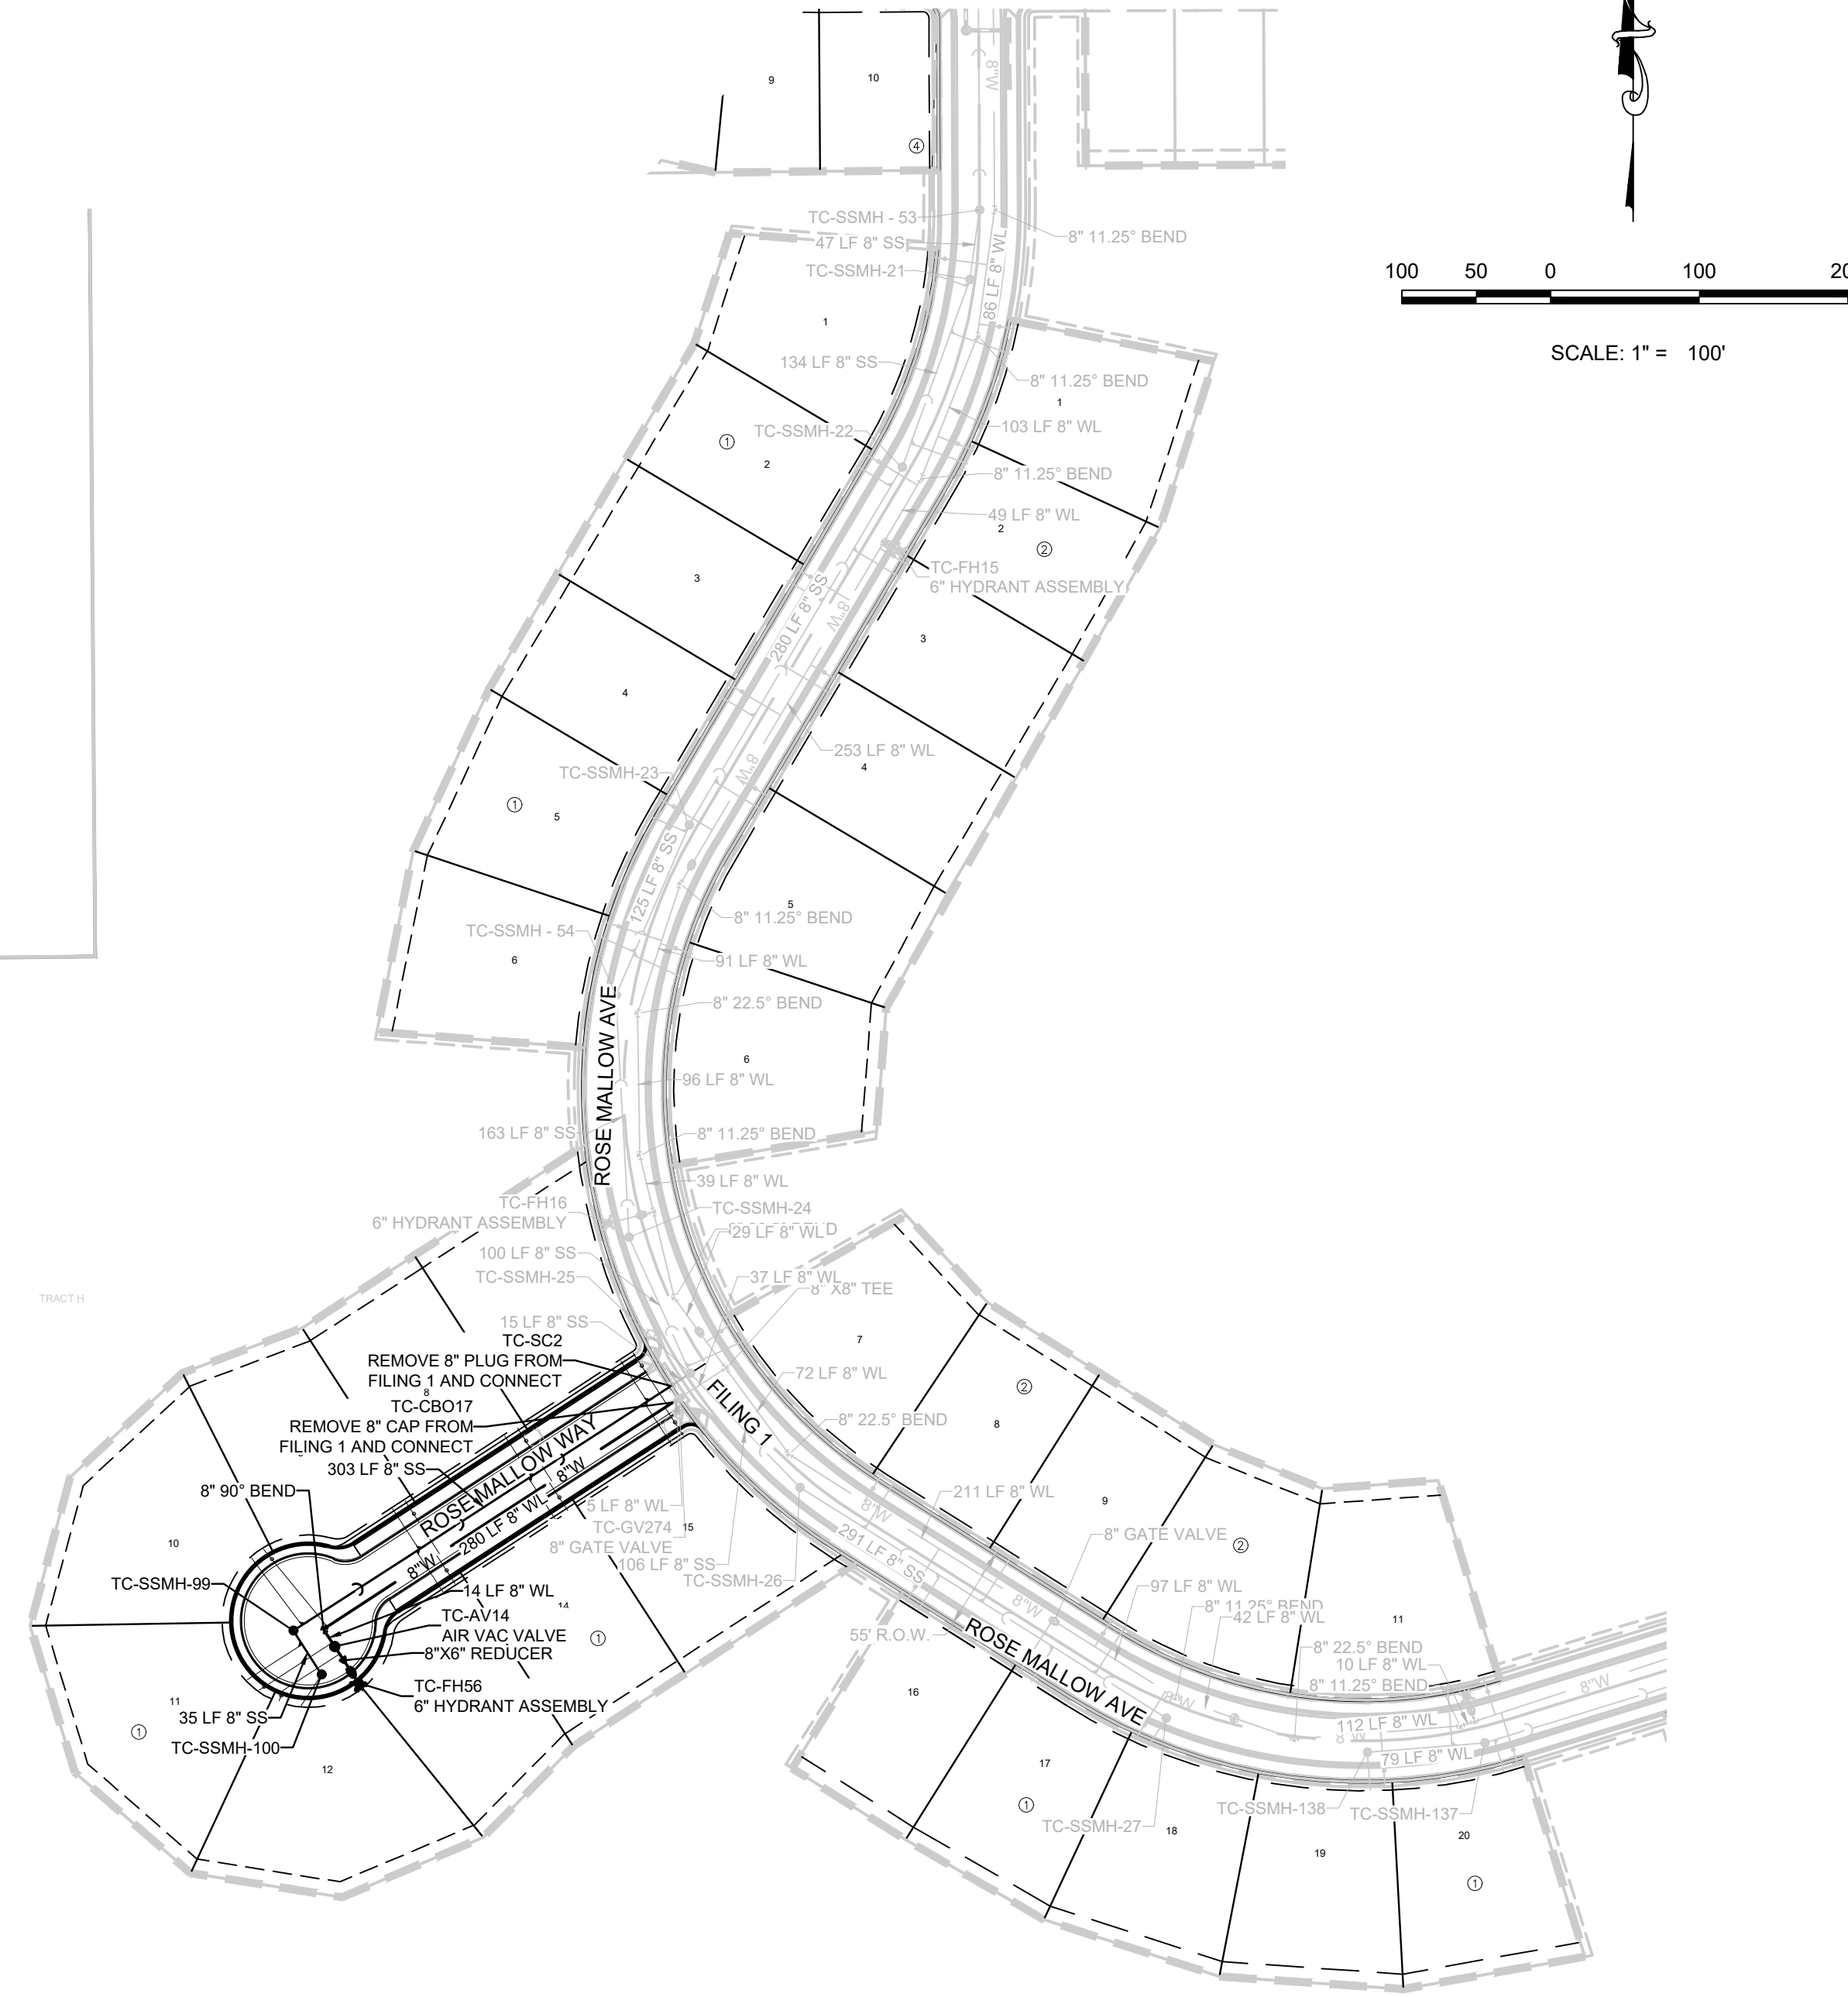 9
10
8"W
④
100 50 0 100 20
SCALE: 1" = 100'
TC-SSMH - 53
47 LF 8" SS
TC-SSMH-21
8" 11.25° BEND
86 LF 8" WL
1
134 LF 8" SS
8" 11.25° BEND
1
103 LF 8" WL
TC-SSMH-22
①
2
8" 11.25° BEND
49 LF 8" WL
2
②
TC-FH15
6" HYDRANT ASSEMBLY
3
280 LF 8" SS
8"W
3
4
253 LF 8" WL
4
TC-SSMH-23
8"W
①
5
125 LF 8" SS
5
8" 11.25° BEND
TC-SSMH - 54
6
91 LF 8" WL
8" 22.5° BEND
ROSE MALLOW AVE
6
96 LF 8" WL
163 LF 8" SS
8" 11.25° BEND
39 LF 8" WL
TC-FH16
6" HYDRANT ASSEMBLY
TC-SSMH-24
29 LF 8" WL
100 LF 8" SS
TC-SSMH-25
37 LF 8" WL
8" X8" TEE
TRACT H
15 LF 8" SS
TC-SC2
REMOVE 8" PLUG FROM
FILING 1 AND CONNECT
8
TC-CBO17
REMOVE 8" CAP FROM
FILING 1 AND CONNECT
303 LF 8" SS
8" 90° BEND
ROSE MALLOW WAY
8"W
280 LF 8" WL
8"W
FILING 1
7
72 LF 8" WL
②
8" 22.5° BEND
8
5 LF 8" WL
TC-GV274
8" GATE VALVE
15
106 LF 8" SS
TC-SSMH-26
211 LF 8" WL
9
8"W
291 LF 8" SS
8" GATE VALVE
②
10
TC-SSMH-99
14 LF 8" WL
14
TC-AV14
AIR VAC VALVE
8"X6" REDUCER
①
TC-FH56
6" HYDRANT ASSEMBLY
11
35 LF 8" SS
①
TC-SSMH-100
12
97 LF 8" WL
8" 11.25° BEND
42 LF 8" WL
8"W
11
55' R.O.W.
ROSE MALLOW AVE
8" 22.5° BEND
10 LF 8" WL
8" 11.25° BEND
8"W
16
8"W
112 LF 8" WL
8" W
79 LF 8" WL
17
①
TC-SSMH-138
TC-SSMH-137
TC-SSMH-27
18
19
20
①